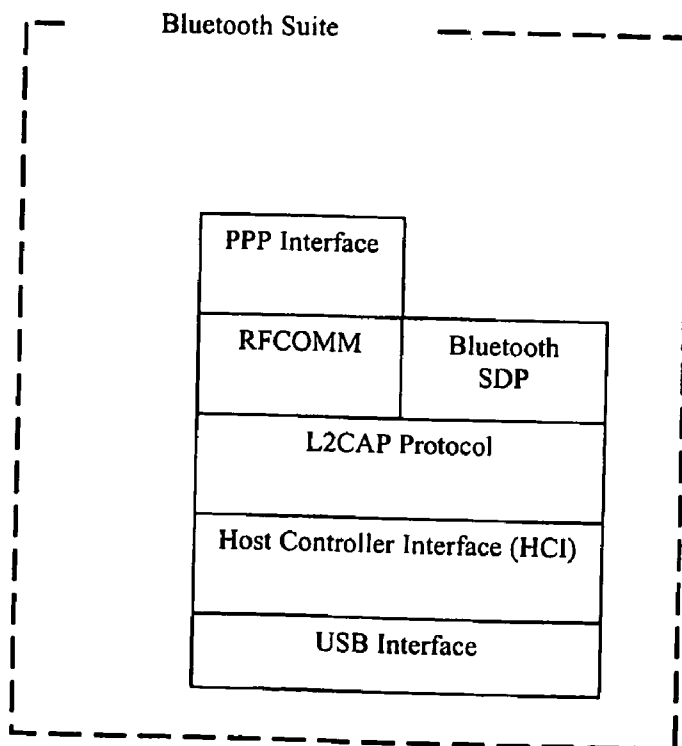 Bluetooth Suite
PPP Interface
RFCOMM
Bluetooth
SDP
L2CAP Protocol
Host Controller Interface (HCI)
USB Interface